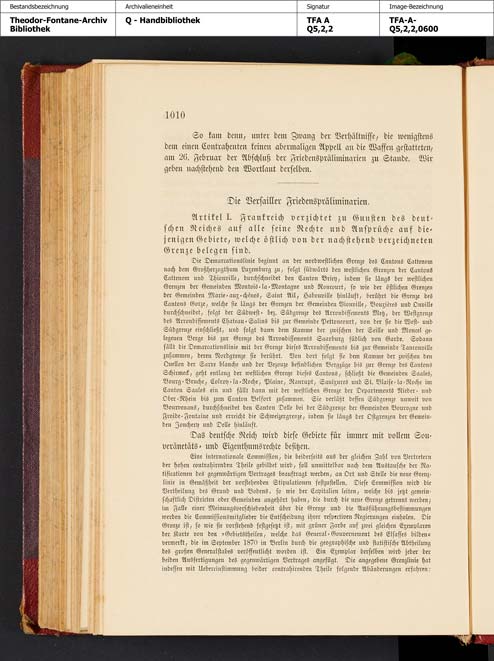 Bestandsbezeichnung
Archivalieneinheit
Signatur
Image-Bezeichnung
Theodor-Fontane-Archiv
Bibliothek
Q - Handbibliothek
TFA A
Q5,2,2
TFA-A-
Q5,2,2,0600
1010
So kam denn, unter dem Zwang der Verhältnisse, die wenigstens
dem einen Contrahenten keinen abermaligen Appell an die Waffen gestatteten,
am 26. Februar der Abschluß der Friedenspräliminarien zu Stande. Wir
geben nachstehend den Wortlaut derselben.
Die Versailler Friedenspräliminarien.
Artikel I. Frankreich verzichtet zu Gunsten des deut-
schen Reiches auf alle seine Rechte und Ansprüche auf die-
jenigen Gebiete, welche östlich von der nachstehend verzeichneten
Grenze belegen sind.
Die Demarcationslinie beginnt an der nordwestlichen Grenze des Cantons Cattenom
nach dem Großherzogthum Luxemburg zu, folgt südwärts den westlichen Grenzen der Cantons
Cattenom und Thionville, durchschneidet den Canton Briey, indem sie längs der westlichen
Grenzen der Gemeinden Montois-la-Montagne und Roncourt, so wie der östlichen Grenzen
der Gemeinden Marie-aux-chênes, Saint Ail, Habonville hinläuft, berührt die Grenze des
Cantons Gorze, welche sie längs der Grenzen der Gemeinden Vionville, Bouxières und Onville
durchschneidet, folgt der Südwest- bez. Südgrenze des Arrondissements Metz, der Westgrenze
des Arrondissements Chateau-Salins bis zur Gemeinde Pettoncourt, von der sie die West- und
Südgrenze einschließt, und folgt dann dem Kamme der zwischen der Seille und Moncel ge-
legenen Berge bis zur Grenze des Arrondissements Saarburg südlich von Garde. Sodann
fällt die Demarcationslinie mit der Grenze dieses Arrondissements bis zur Gemeinde Tanconville
zusammen, deren Nordgrenze sie berührt. Von dort folgt sie dem Kamme der zwischen den
Quellen der Sarre blanche und der Vezouze befindlichen Bergzüge bis zur Grenze des Cantons
Schirmeck, geht entlang der westlichen Grenze dieses Cantons, schließt die Gemeinden Saales,
Bourg-Bruche, Colroy-la-Roche, Plaine, Ranrupt, Saulxures und St. Blaise-la-Roche im
Canton Saales ein und fällt dann mit der westlichen Grenze der Departements Nieder- und
Ober-Rhein bis zum Canton Belfort zusammen. Sie verläßt dessen Südgrenze unweit von
Vourvenans, durchschneidet den Canton Delle bei der Südgrenze der Gemeinden Bourogne und
Froide-Fontaine und erreicht die Schweizergrenze, indem sie längs der Ostgrenzen der Gemein-
den Jonchery und Delle hinläuft.
Das deutsche Reich wird diese Gebiete für immer mit vollem Sou-
veränetäts- und Eigenthumsrechte besitzen.
Eine internationale Commission, die beiderseits aus der gleichen Zahl von Vertretern
der hohen contrahirenden Theile gebildet wird, soll unmittelbar nach dem Austausche der Ra-
tificationen des gegenwärtigen Vertrages beauftragt werden, an Ort und Stelle die neue Grenz-
linie in Gemäßheit der vorstehenden Stipulationen festzustellen. Diese Commission wird die
Vertheilung des Grund und Bodens, so wie der Capitalien leiten, welche bis jetzt gemein-
schaftlich Districten oder Gemeinden angehört haben, die durch die neue Grenze getrennt werden;
im Falle einer Meinungsverschiedenheit über die Grenze und die Ausführungsbestimmungen
werden die Commissionsmitglieder die Entscheidung ihrer respectiven Regierungen einholen. Die
Grenze ist, so wie sie vorstehend festgesetzt ist, mit grüner Farbe auf zwei gleichen Exemplaren
der Karte von den »Gebietstheilen, welche das General-Gouvernement des Elsasses bilden«
vermerkt, die im September 1870 in Berlin durch die geographische und statistische Abtheilung
des großen Generalstabes veröffentlicht worden ist. Ein Exemplar derselben wird jeder der
beiden Ausfertigungen des gegenwärtigen Vertrages angefügt. Die angegebene Grenzlinie hat
indessen mit Uebereinstimmung beider contrahirenden Theile folgende Abänderungen erfahren: